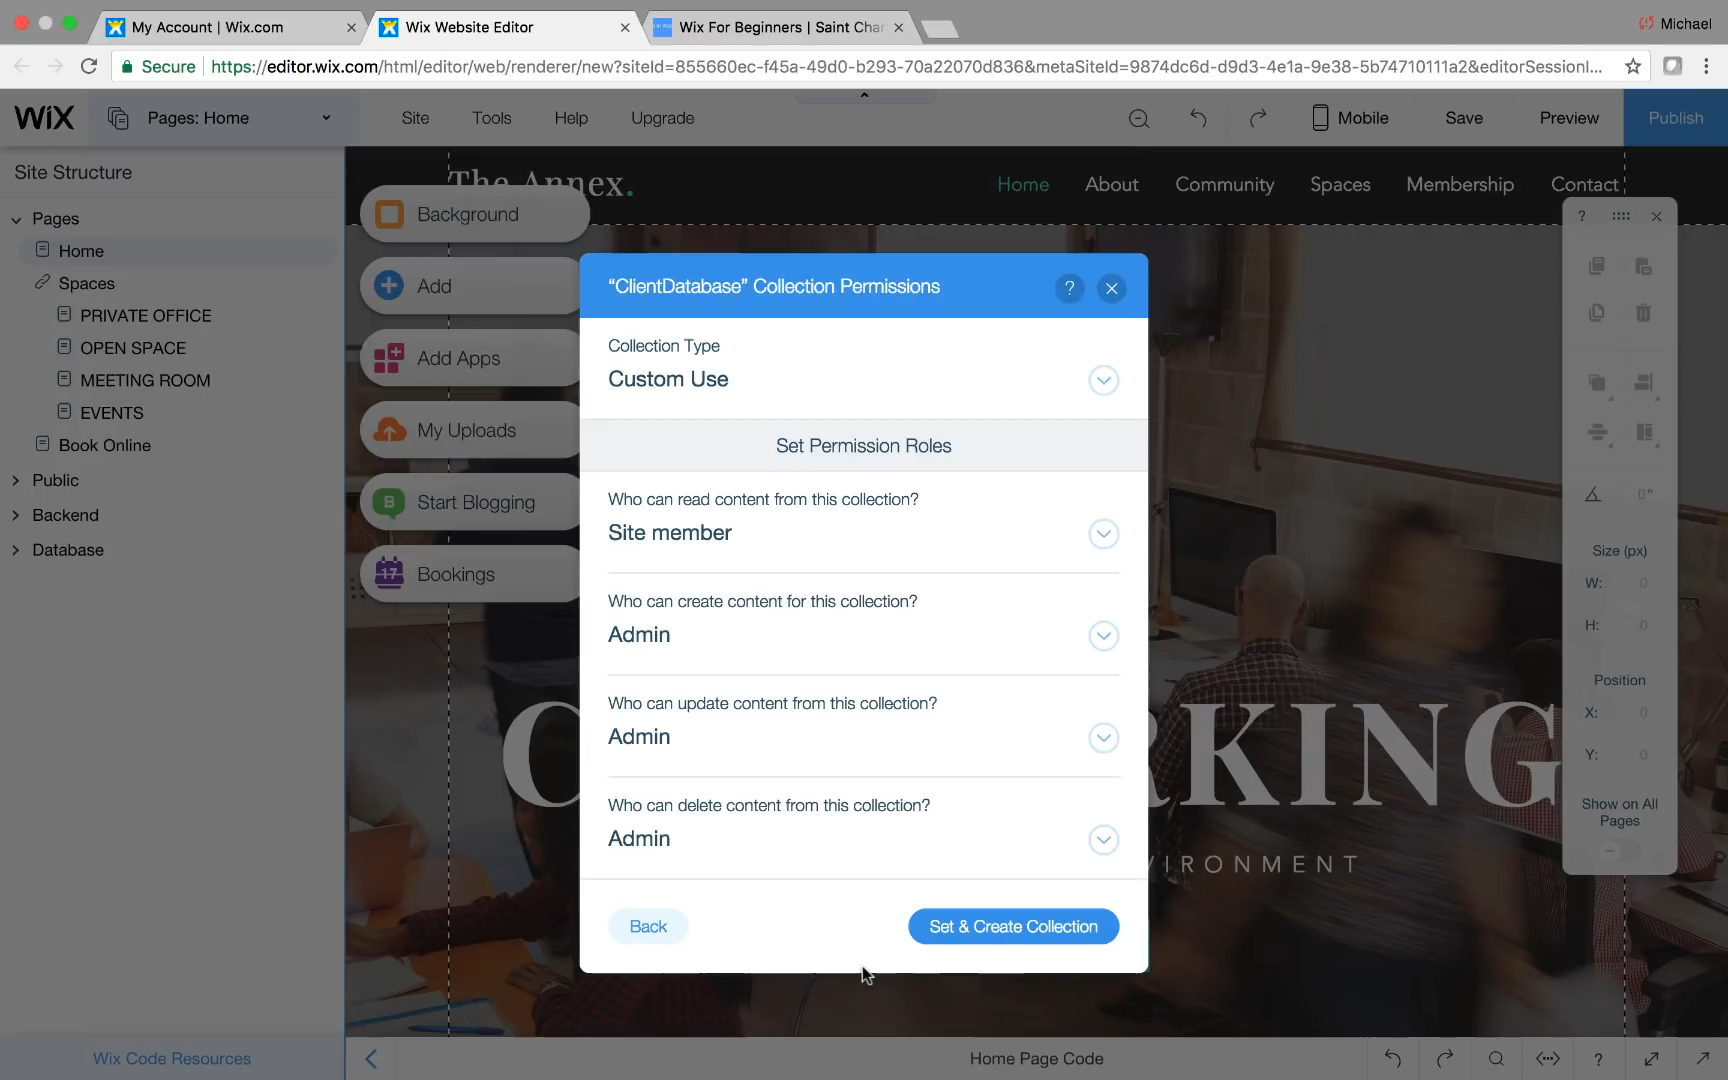 My Account | Wix.com
Wix Website Editor
Wix For Beginners | Saint Char
Michael
Secure
https://editor.wix.com/html/editor/web/renderer/new?siteId=855660ec-f45a-49d0-b293-70a22070d836&metaSiteId=9874dc6d-d9d3-4e1a-9e38-5b74710111a2&editorSessionI...
WiX
Pages: Home
Site
Tools
Help
Upgrade
Mobile
Save
Preview
Publish
Site Structure
Pages
Home
Spaces
PRIVATE OFFICE
OPEN SPACE
MEETING ROOM
EVENTS
Book Online
Public
Backend
Database
The Annex.
Home
About
Community
Spaces
Membership
Contact
Background
Add
Add Apps
My Uploads
Start Blogging
Bookings
17
B
"ClientDatabase" Collection Permissions
?
Collection Type
Custom Use
Set Permission Roles
Who can read content from this collection?
Site member
Who can create content for this collection?
Admin
Who can update content from this collection?
Admin
Who can delete content from this collection?
Admin
Back
Set & Create Collection
?
0°
Size (px)
W: 0
H: 0
Position
X: 0
Y: 0
Show on All
Pages
RKING
VIRONMENT
Wix Code Resources
Home Page Code
?